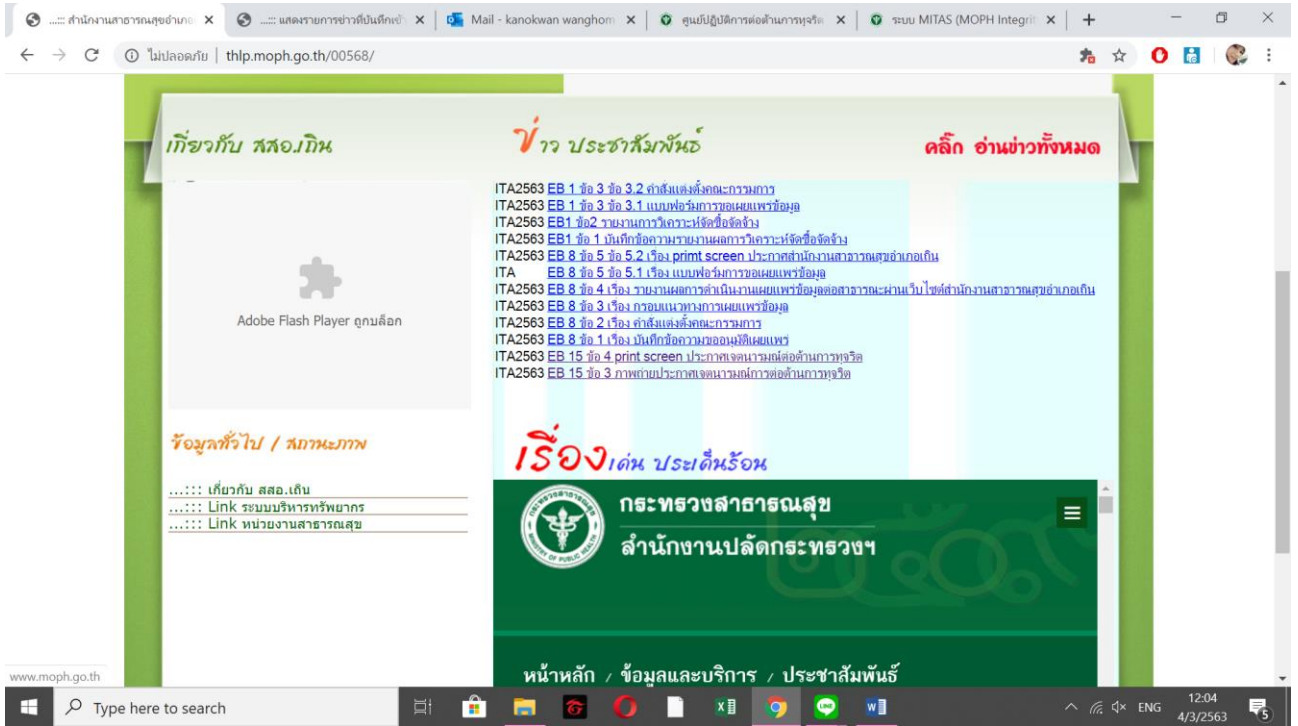 ....::: สำนักงานสาธารณสุขอำเภอ
....::: แสดงรายการข่าวที่บันทึกเข้า
Mail - kanokwan wanghom
ศูนย์ปฏิบัติการต่อต้านการทุจริต
ระบบ MITAS (MOPH Integrit
ไม่ปลอดภัย | thlp.moph.go.th/00568/
เกี่ยวกับ สสอ.เถิน
ข่าว ประชาสัมพันธ์
คลิ๊ก อ่านข่าวทั้งหมด
ITA2563 EB 1 ข้อ 3 ข้อ 3.2 คำสั่งแต่งตั้งคณะกรรมการ
ITA2563 EB 1 ข้อ 3 ข้อ 3.1 แบบฟอร์มการขอเผยแพร่ข้อมูล
ITA2563 EB1 ข้อ2 รายงานการวิเคราะห์จัดซื้อจัดจ้าง
ITA2563 EB1 ข้อ 1 บันทึกข้อความรายงานผลการวิเคราะห์จัดซื้อจัดจ้าง
ITA2563 EB 8 ข้อ 5 ข้อ 5.2 เรื่อง primt screen ประกาศสำนักงานสาธารณสุขอำเภอเถิน
ITA EB 8 ข้อ 5 ข้อ 5.1 เรื่อง แบบฟอร์มการขอเผยแพร่ข้อมูล
ITA2563 EB 8 ข้อ 4 เรื่อง รายงานผลการดำเนินงานเผยแพร่ข้อมูลต่อสาธารณะผ่านเว็บไซต์สำนักงานสาธารณสุขอำเภอเถิน
ITA2563 EB 8 ข้อ 3 เรื่อง กรอบแนวทางการเผยแพร่ข้อมูล
ITA2563 EB 8 ข้อ 2 เรื่อง คำสั่งแต่งตั้งคณะกรรมการ
ITA2563 EB 8 ข้อ 1 เรื่อง บันทึกข้อความขออนุมัติเผยแพร่
ITA2563 EB 15 ข้อ 4 print screen ประกาศเจตนารมณ์ต่อต้านการทุจริต
ITA2563 EB 15 ข้อ 3 ภาพถ่ายประกาศเจตนารมณ์การต่อต้านการทุจริต
Adobe Flash Player ถูกบล็อก
ข้อมูลทั่วไป / สถานะภาพ
...::: เกี่ยวกับ สสอ.เถิน
...::: Link ระบบบริหารทรัพยากร
...::: Link หน่วยงานสาธารณสุข
เรื่องเด่น ประเด็นร้อน
กระทรวงสาธารณสุข
สำนักงานปลัดกระทรวงฯ
หน้าหลัก / ข้อมูลและบริการ / ประชาสัมพันธ์
www.moph.go.th
Type here to search
ENG
12:04
4/3/2563
5